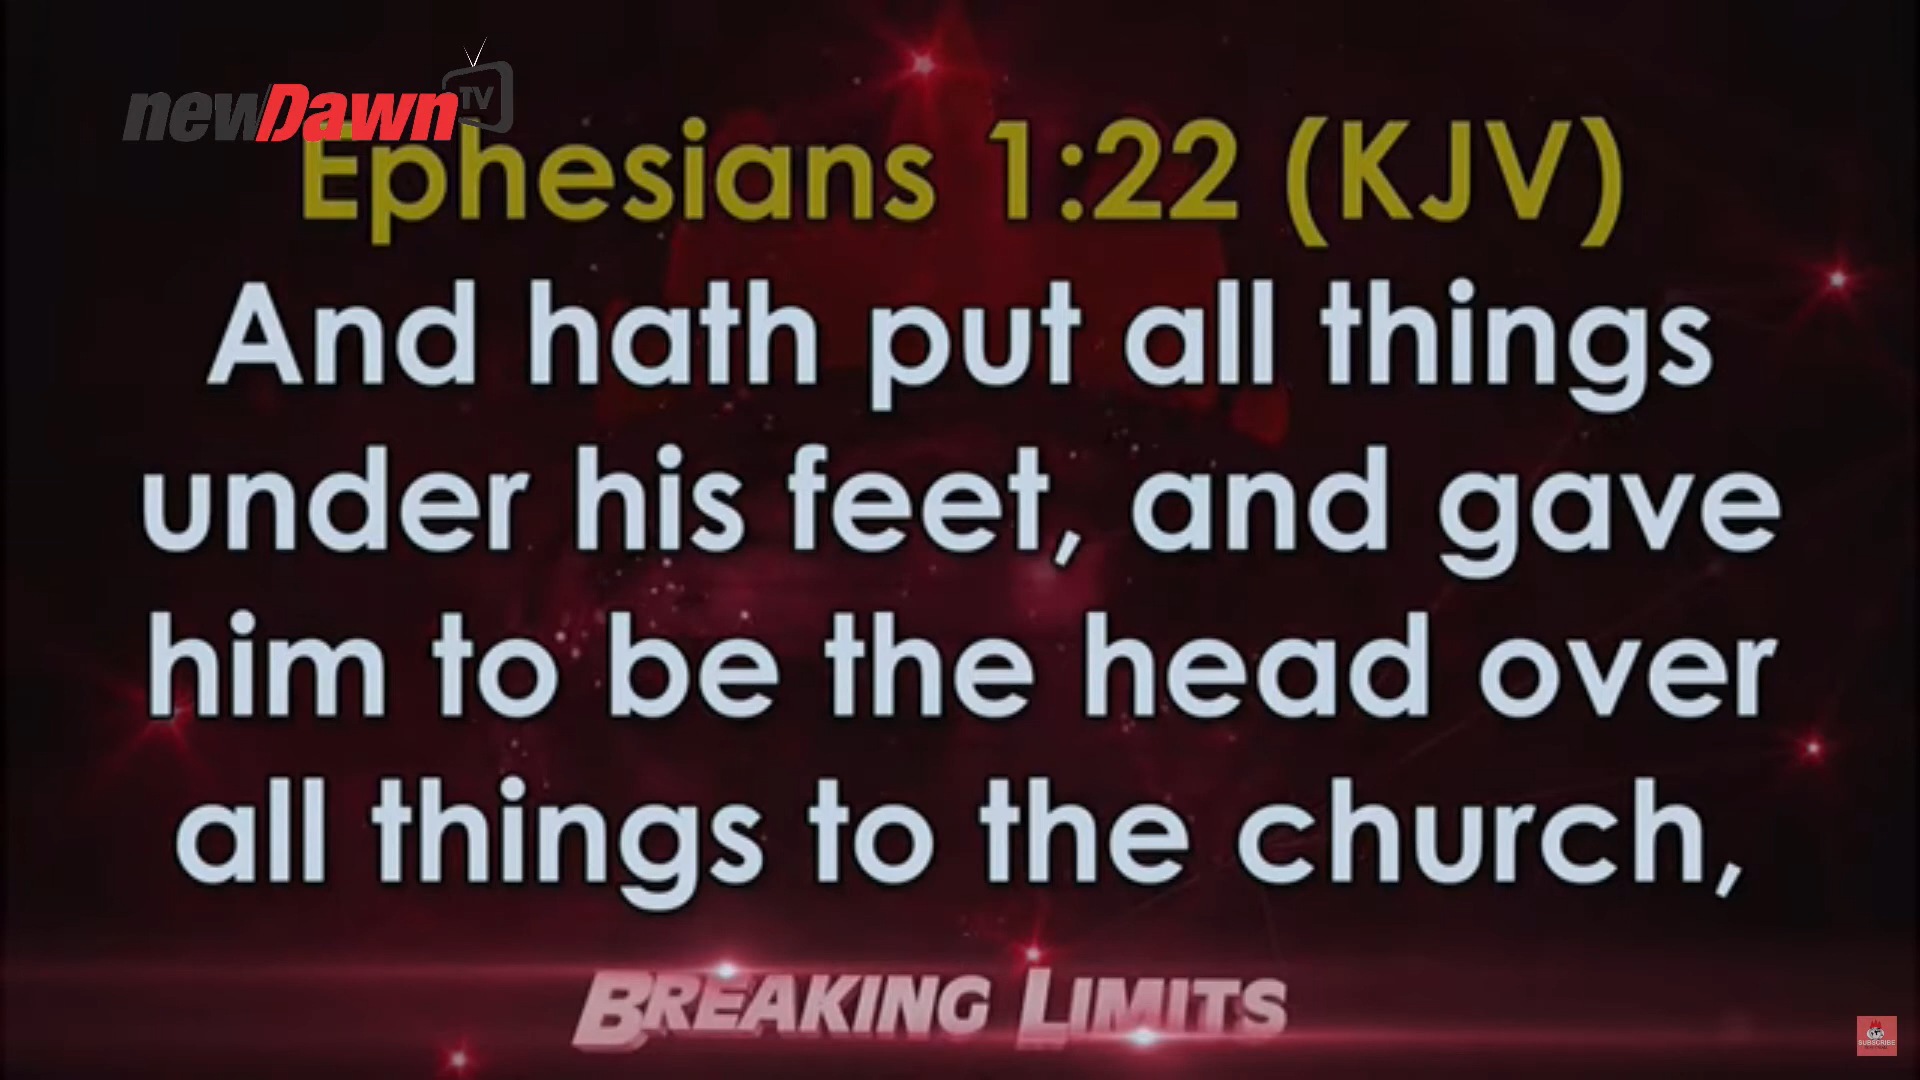 newDawn TV
Ephesians 1:22 (KJV)
And hath put all things
under his feet, and gave
him to be the head over
all things to the church,
BREAKING LIMITS
SUBSCRIBE